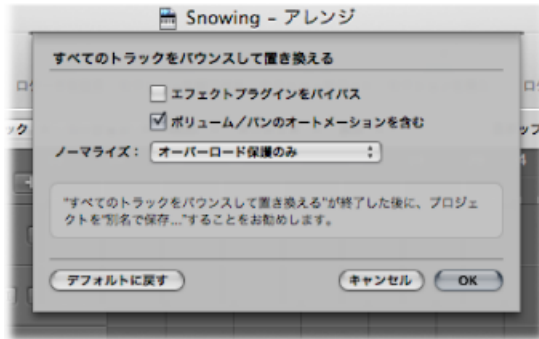 Snowing – アレンジ
すべてのトラックをバウンスして置き換える
エフェクトプラグインをバイパス
ボリューム／パンのオートメーションを含む
ノーマライズ： オーバーロード保護のみ
"すべてのトラックをバウンスして置き換える"が終了した後に、プロジェ
クトを"別名で保存..."することをお勧めします。
デフォルトに戻す キャンセル OK